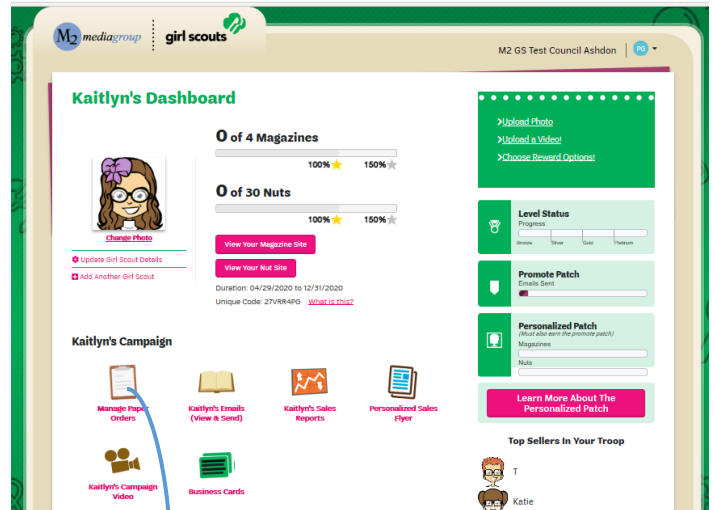 M2 mediagroup girl scouts
M2 GS Test Council Ashdon PG
Kaitlyn's Dashboard
0 of 4 Magazines
100% 150%
0 of 30 Nuts
100% 150%
Change Photo
Update Girl Scout Details
Add Another Girl Scout
View Your Magazine Site
View Your Nut Site
Duration: 04/29/2020 to 12/31/2020
Unique Code: 27VRR4PG What is this?
>Upload Photo
>Upload a Video!
>Choose Reward Options!
Level Status
Progress
Bronze Silver Gold Platinum
Promote Patch
Emails Sent
Personalized Patch
(Must also earn the promote patch)
Magazines
Nuts
Learn More About The
Personalized Patch
Kaitlyn's Campaign
Manage Paper
Orders
Kaitlyn's Emails
(View & Send)
Kaitlyn's Sales
Reports
Personalized Sales
Flyer
Kaitlyn's Campaign
Video
Business Cards
Top Sellers In Your Troop
T
Katie